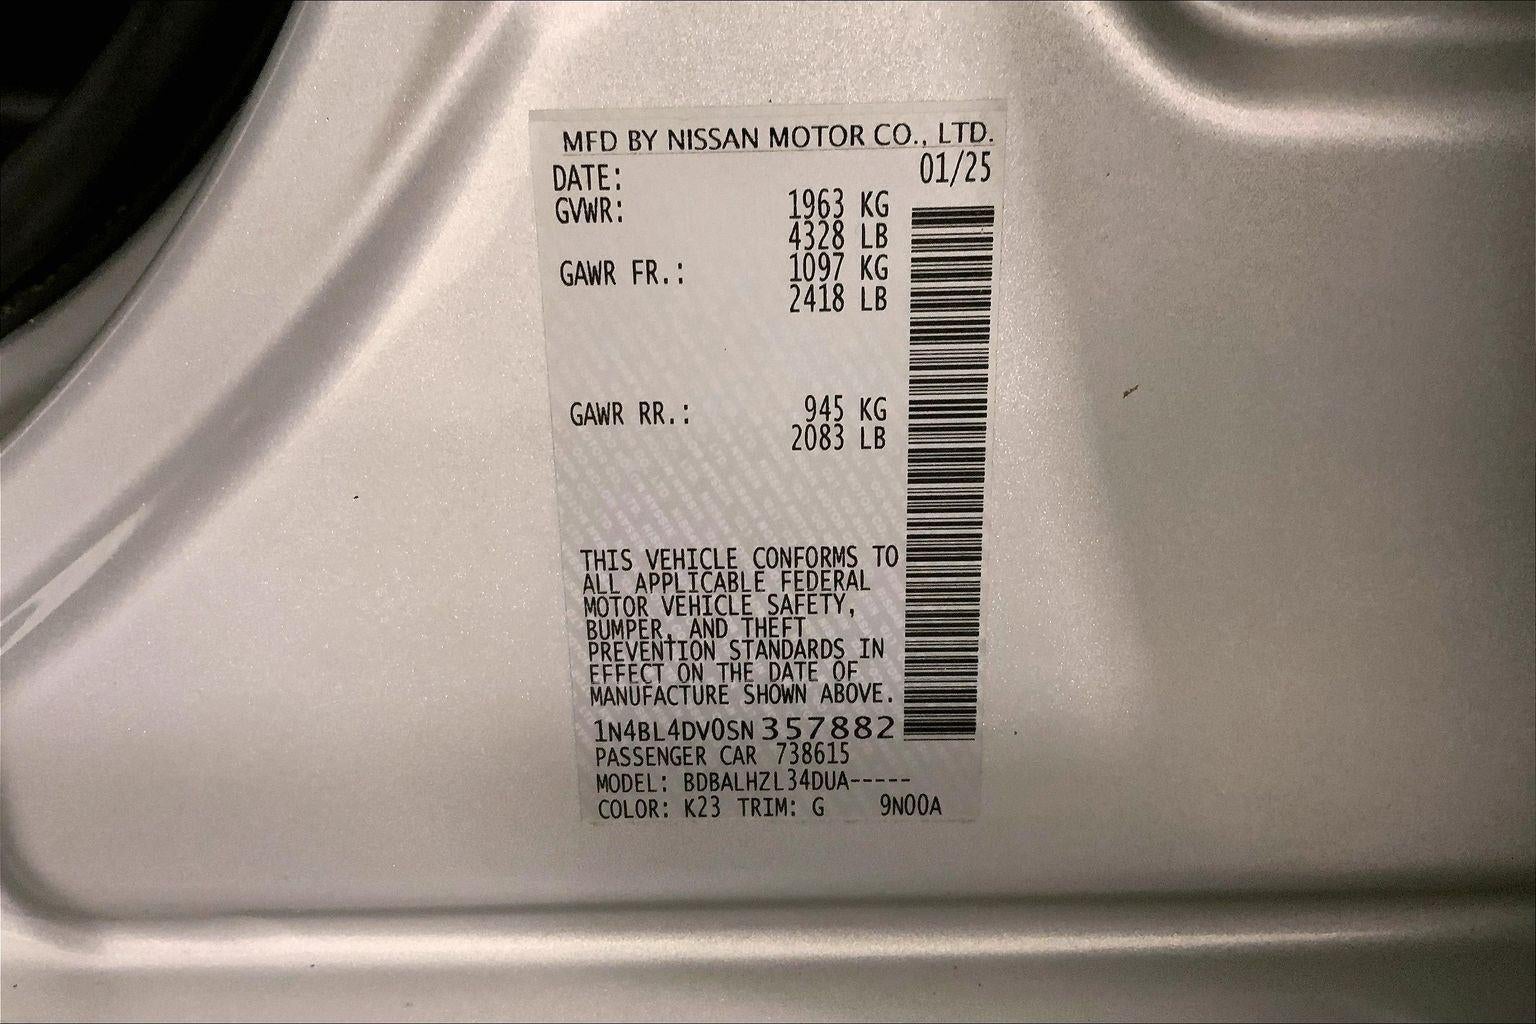 MFD BY NISSAN MOTOR CO., LTD.
DATE: 01/25
GVWR: 1963 KG
4328 LB
GAWR FR.: 1097 KG
2418 LB
GAWR RR.: 945 KG
2083 LB
THIS VEHICLE CONFORMS TO
ALL APPLICABLE FEDERAL
MOTOR VEHICLE SAFETY,
BUMPER, AND THEFT
PREVENTION STANDARDS IN
EFFECT ON THE DATE OF
MANUFACTURE SHOWN ABOVE.
1N4BL4DV0SN357882
PASSENGER CAR 738615
MODEL: BDBALHZL34DUA-----
COLOR: K23 TRIM: G 9N00A